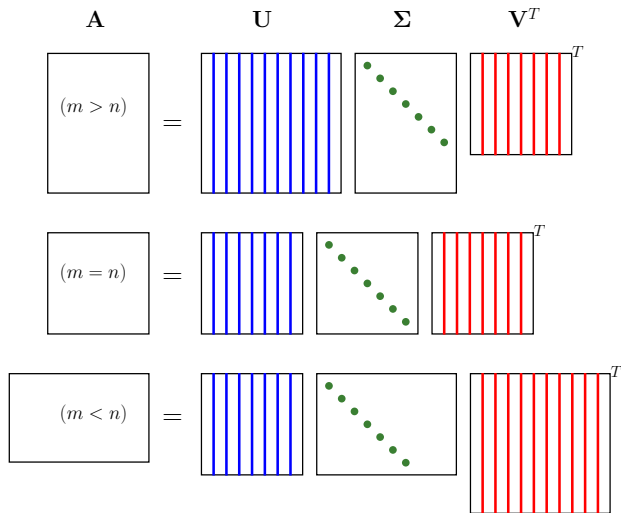 A U Σ V^T
(m > n) = T
(m = n) = T
(m < n) = T